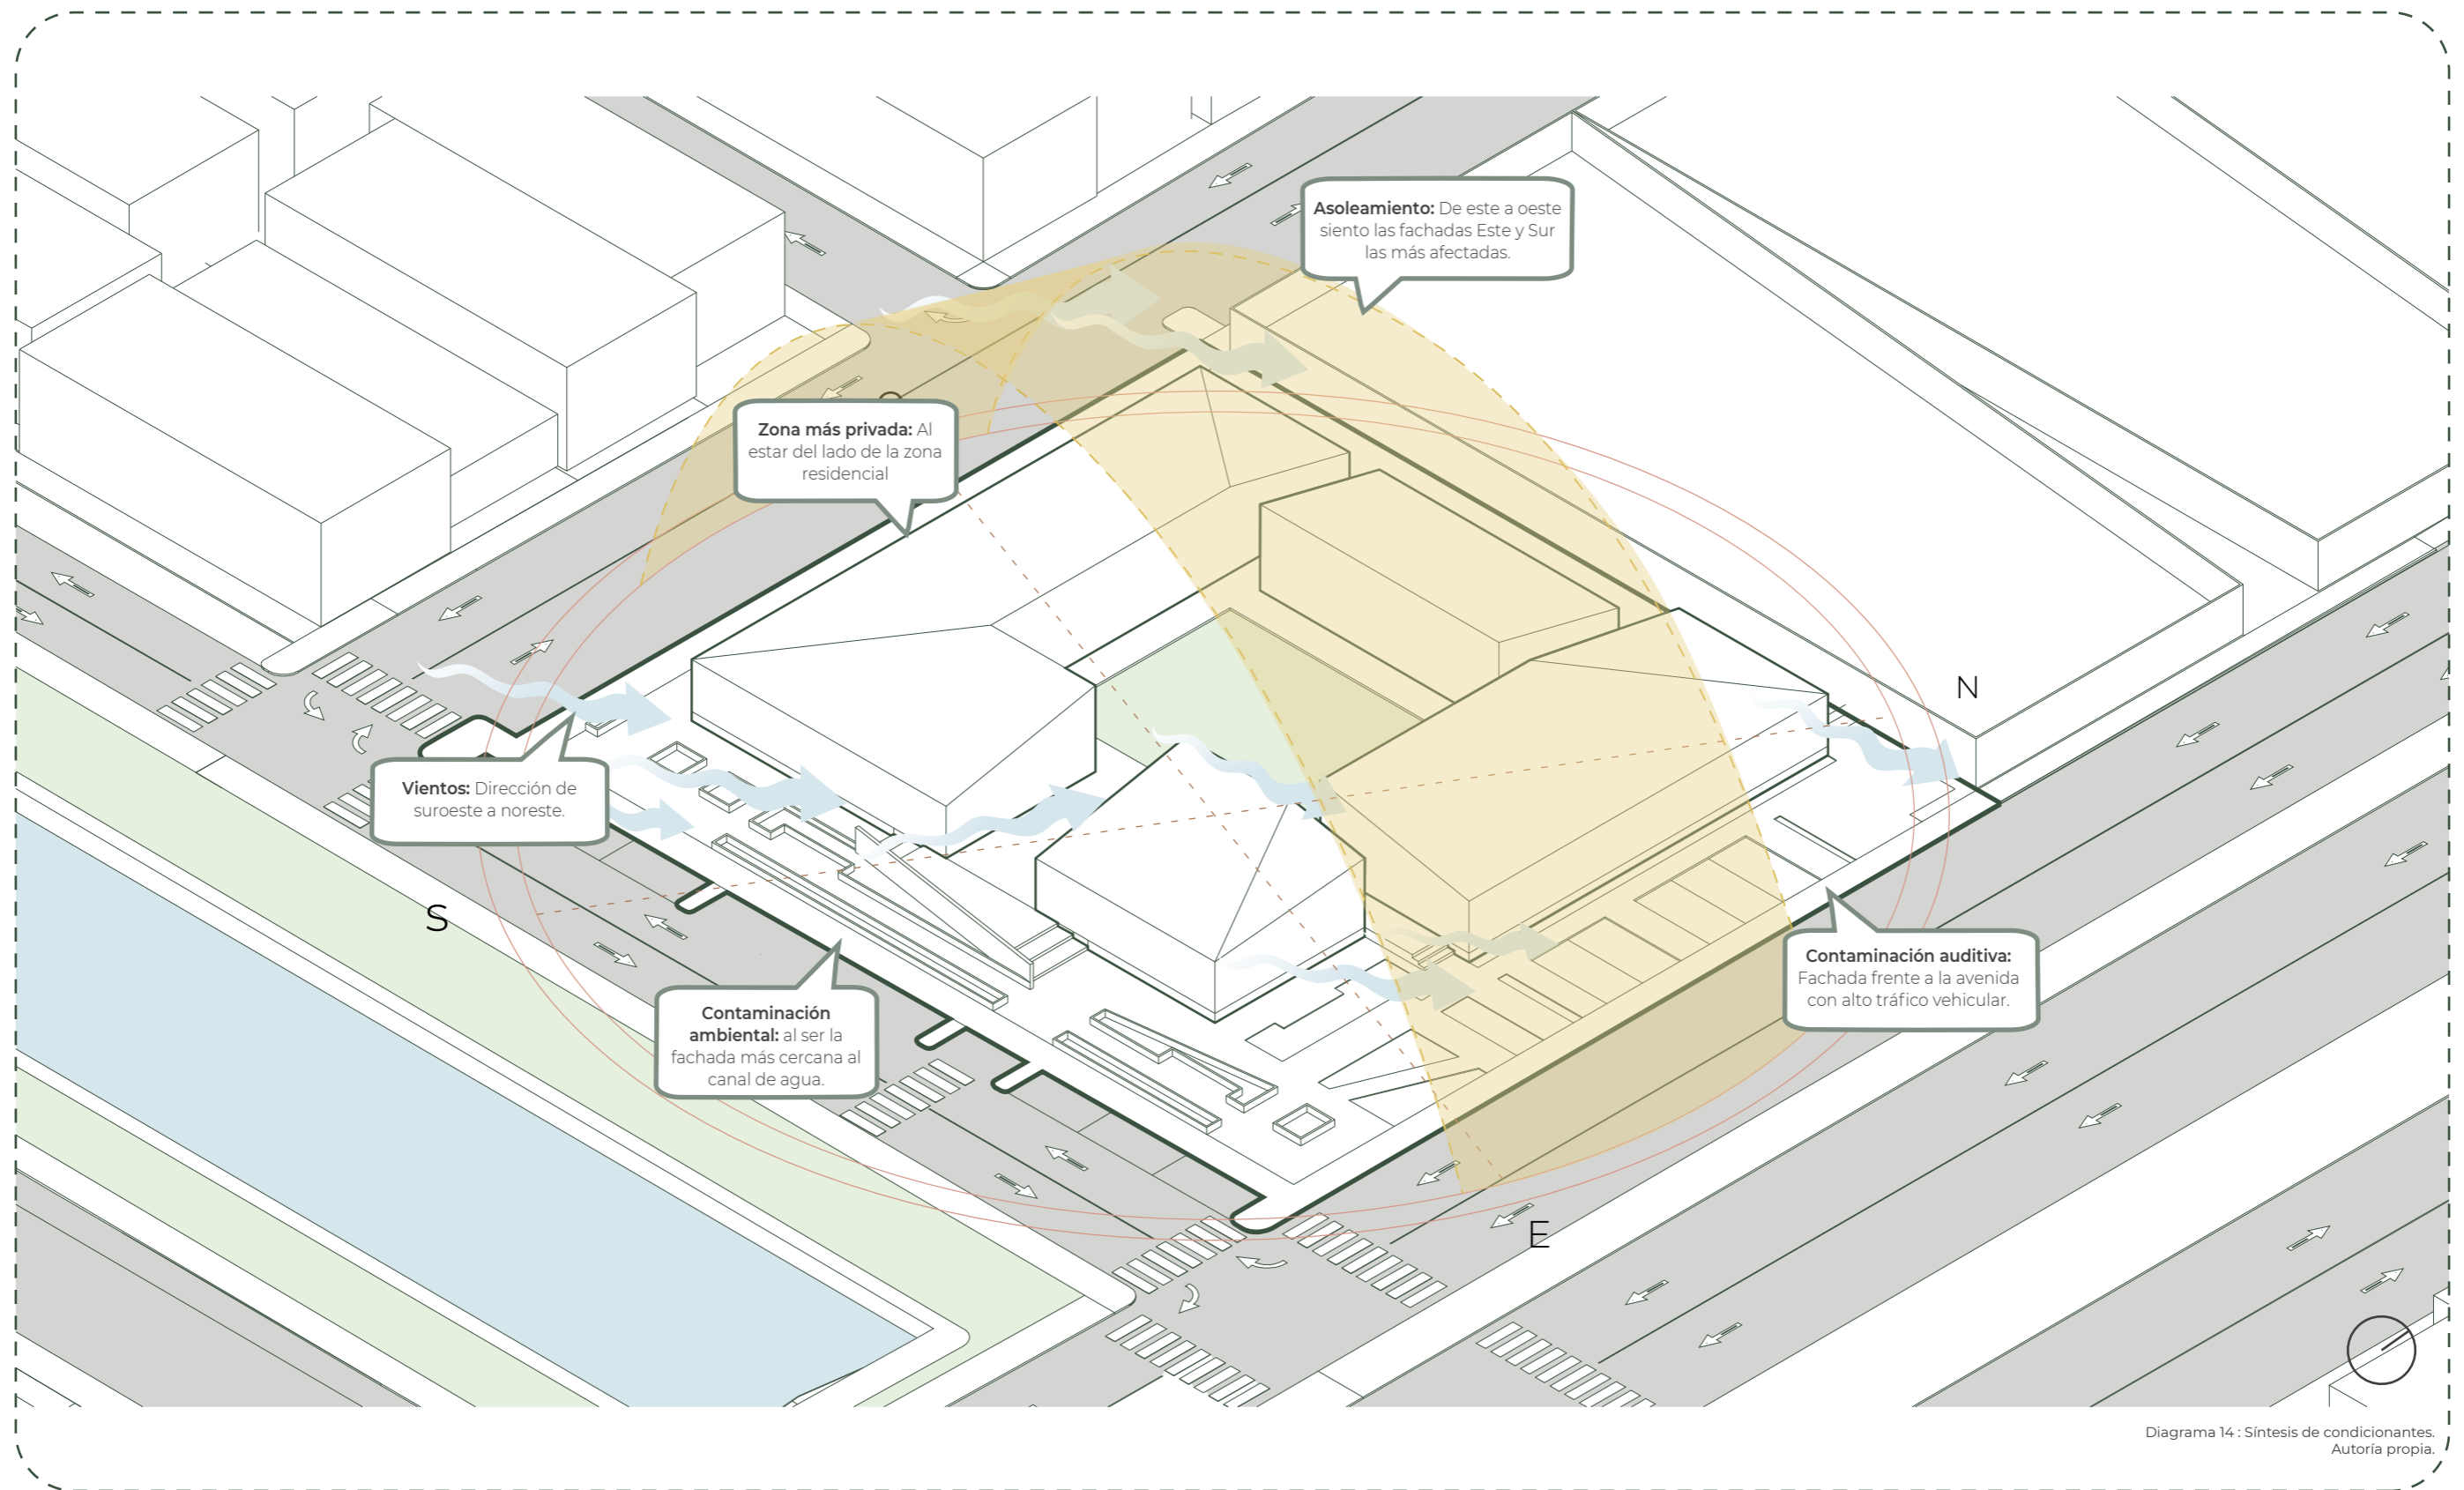 Asoleamiento: De este a oeste
siento las fachadas Este y Sur
las más afectadas.
Zona más privada: Al
estar del lado de la zona
residencial
N
Vientos: Dirección de
suroeste a noreste.
S
Contaminación auditiva:
Fachada frente a la avenida
con alto tráfico vehicular.
Contaminación
ambiental: al ser la
fachada más cercana al
canal de agua.
E
Diagrama 14 : Síntesis de condicionantes.
Autoría propia.